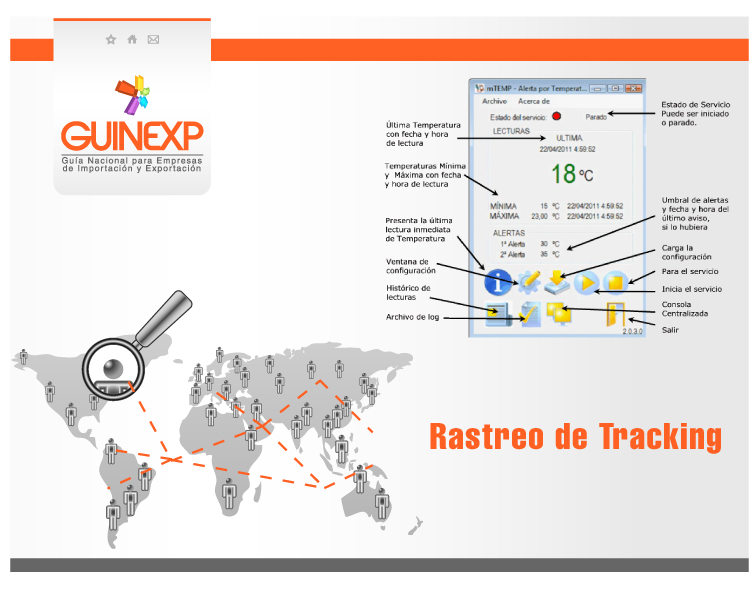 GUINEXP
Guía Nacional para Empresas
de Importación y Exportación
mTEMP - Alerta por Temperat...
Archive Acerca de
Estado del servicio: Parado
LECTURAS
ULTIMA
22/04/2011 4:59:52
18 ºC
MÍNIMA 15 ºC 22/04/2011 4:59:52
MÁXIMA 23,00 ºC 22/04/2011 4:59:52
ALERTAS
1ª Alerta 30 ºC
2ª Alerta 35 ºC
2.0.3.0
Última Temperatura
con fecha y hora
de lectura
Temperaturas Mínima
y Máxima con fecha
y hora de lectura
Presenta la última
lectura inmediata
de Temperatura
Ventana de
configuración
Histórico de
lecturas
Archivo de log
Estado de Servicio
Puede ser iniciado
o parado.
Umbral de alertas
y fecha y hora del
último aviso,
si lo hubiera
Carga la
configuración
Para el servicio
Inicia el servicio
Consola
Centralizada
Salir
Rastreo de Tracking